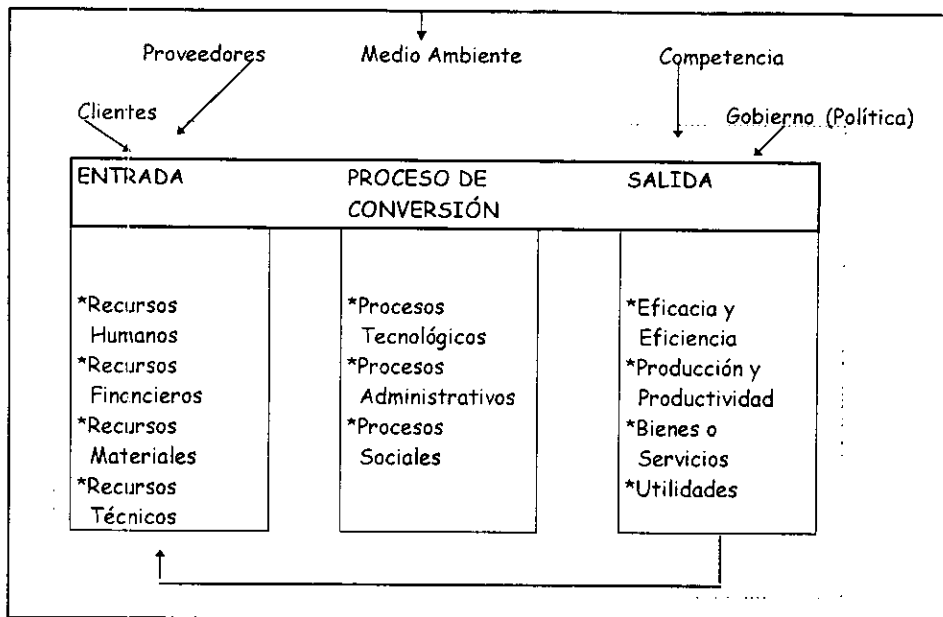 Proveedores Medio Ambiente Competencia
Clientes Gobierno (Política)
ENTRADA PROCESO DE CONVERSIÓN SALIDA
*Recursos
Humanos
*Recursos
Financieros
*Recursos
Materiales
*Recursos
Técnicos
*Procesos
Tecnológicos
*Procesos
Administrativos
*Procesos
Sociales
*Eficacia y
Eficiencia
*Producción y
Productividad
*Bienes o
Servicios
*Utilidades